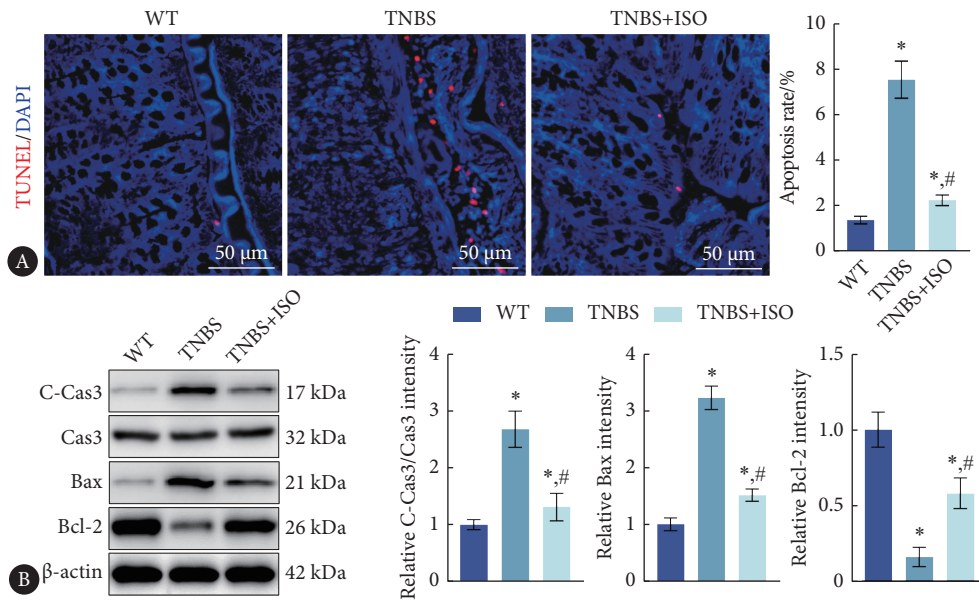 WT
TNBS
TNBS+ISO
TUNEL/DAPI
50 μm
50 μm
50 μm
A
Apoptosis rate/%
10
8
6
4
2
0
*
*,#
WT
TNBS
TNBS+ISO
B
WT
TNBS
TNBS+ISO
C-Cas3
17 kDa
Cas3
32 kDa
Bax
21 kDa
Bcl-2
26 kDa
β-actin
42 kDa
WT
TNBS
TNBS+ISO
Relative C-Cas3/Cas3 intensity
4
3
2
1
0
*
*,#
Relative Bax intensity
4
3
2
1
0
*
*,#
Relative Bcl-2 intensity
1.5
1.0
0.5
0
*
*,#